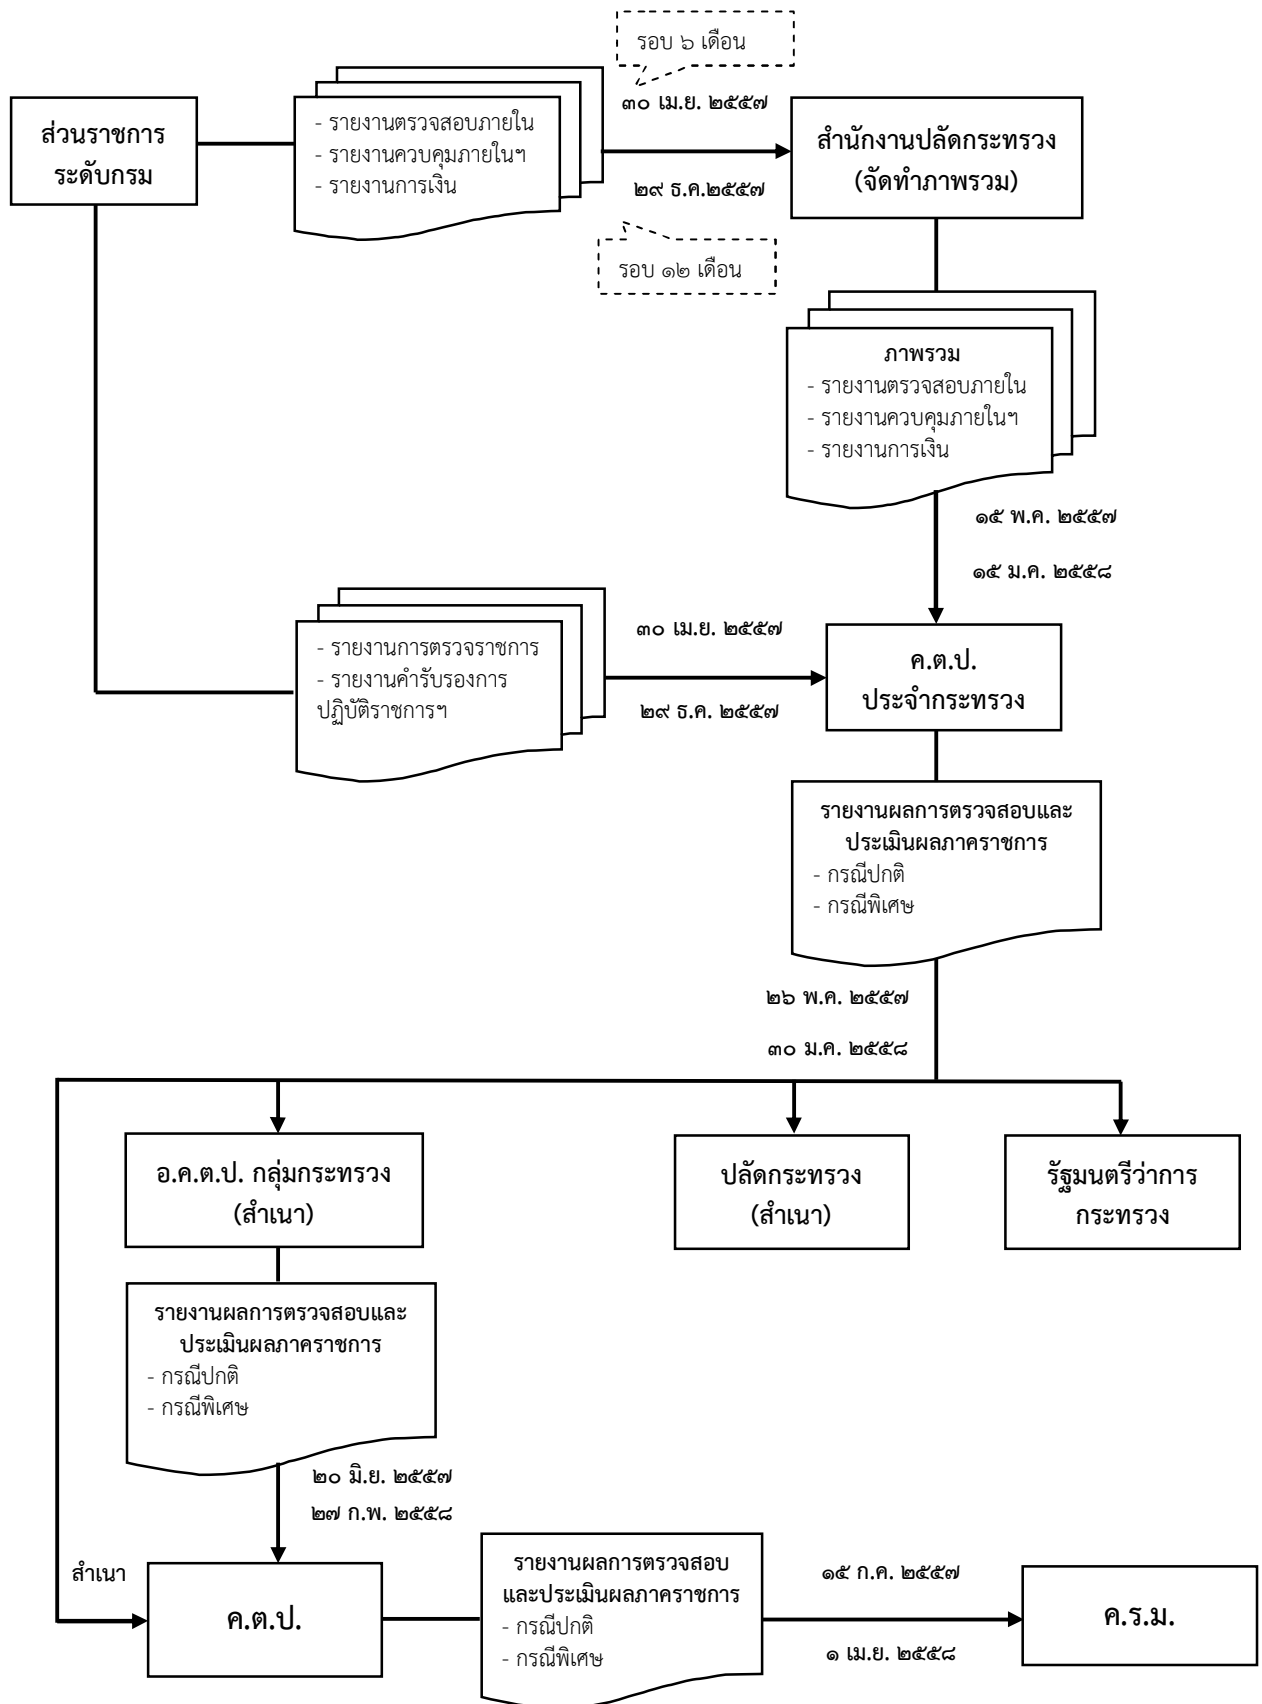 รอบ ๖ เดือน
ส่วนราชการ
ระดับกรม
- รายงานตรวจสอบภายใน
- รายงานควบคุมภายในฯ
- รายงานการเงิน
๓๐ เม.ย. ๒๕๕๗
๒๙ ธ.ค.๒๕๕๗
รอบ ๑๒ เดือน
สำนักงานปลัดกระทรวง
(จัดทำภาพรวม)
ภาพรวม
- รายงานตรวจสอบภายใน
- รายงานควบคุมภายในฯ
- รายงานการเงิน
๑๕ พ.ค. ๒๕๕๗
๑๕ ม.ค. ๒๕๕๘
- รายงานการตรวจราชการ
- รายงานคำรับรองการ
ปฏิบัติราชการฯ
๓๐ เม.ย. ๒๕๕๗
๒๙ ธ.ค. ๒๕๕๗
ค.ต.ป.
ประจำกระทรวง
รายงานผลการตรวจสอบและ
ประเมินผลภาคราชการ
- กรณีปกติ
- กรณีพิเศษ
๒๖ พ.ค. ๒๕๕๗
๓๐ ม.ค. ๒๕๕๘
อ.ค.ต.ป. กลุ่มกระทรวง
(สำเนา)
ปลัดกระทรวง
(สำเนา)
รัฐมนตรีว่าการ
กระทรวง
รายงานผลการตรวจสอบและ
ประเมินผลภาคราชการ
- กรณีปกติ
- กรณีพิเศษ
๒๐ มิ.ย. ๒๕๕๗
๒๗ ก.พ. ๒๕๕๘
สำเนา
ค.ต.ป.
รายงานผลการตรวจสอบ
และประเมินผลภาคราชการ
- กรณีปกติ
- กรณีพิเศษ
๑๕ ก.ค. ๒๕๕๗
๑ เม.ย. ๒๕๕๘
ค.ร.ม.